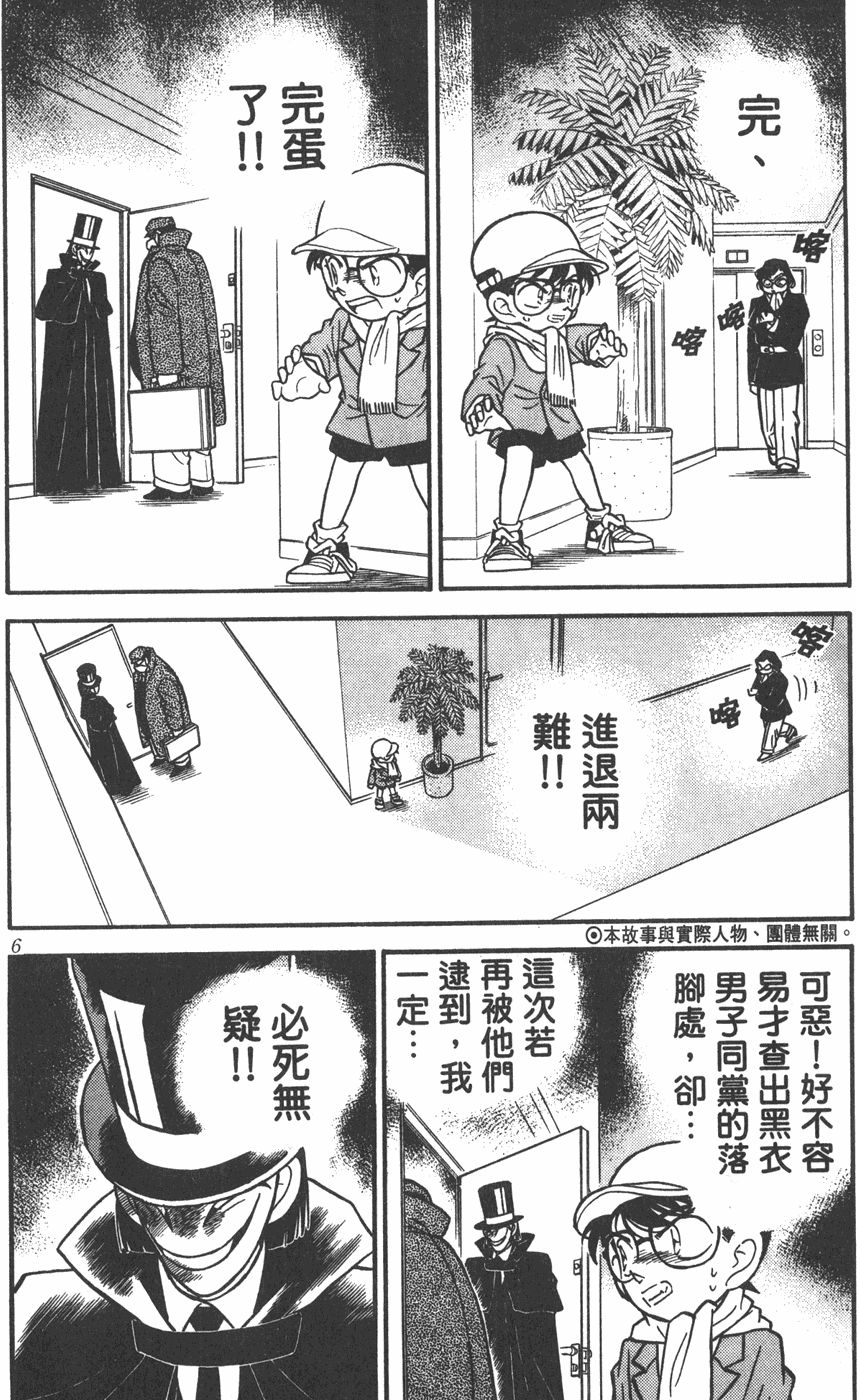 完、
喀
喀
喀
完蛋
了!!
喀
喀
進退兩
難!!
◉本故事與實際人物、團體無關。
6
可惡！好不容
易才查出黑衣
男子同黨的落
腳處，卻…
這次若
再被他們
逮到，我
一定…
必死無
疑!!